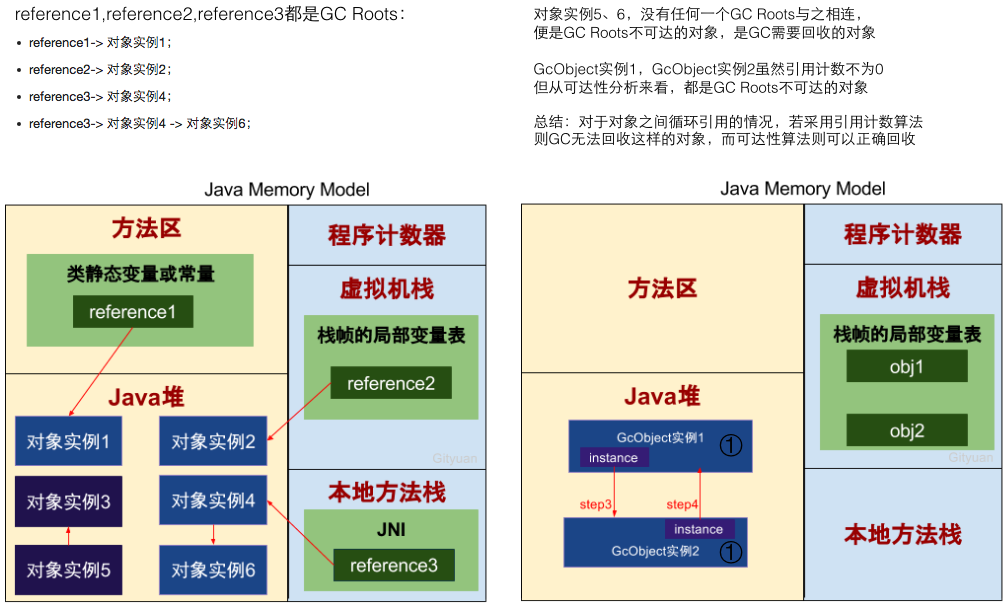 reference1,reference2,reference3都是GC Roots：
• reference1-> 对象实例1；
• reference2-> 对象实例2；
• reference3-> 对象实例4；
• reference3-> 对象实例4 -> 对象实例6；
对象实例5、6，没有任何一个GC Roots与之相连，
便是GC Roots不可达的对象，是GC需要回收的对象
GcObject实例1，GcObject实例2虽然引用计数不为0
但从可达性分析来看，都是GC Roots不可达的对象
总结：对于对象之间循环引用的情况，若采用引用计数算法
则GC无法回收这样的对象，而可达性算法则可以正确回收
Java Memory Model
方法区
类静态变量或常量
reference1
程序计数器
虚拟机栈
栈帧的局部变量表
reference2
Gityuan
Java堆
对象实例1
对象实例2
对象实例3
对象实例4
对象实例5
对象实例6
本地方法栈
JNI
reference3
Java Memory Model
方法区
程序计数器
虚拟机栈
栈帧的局部变量表
obj1
obj2
Gityuan
Java堆
GcObject实例1
①
instance
step3
step4
instance
GcObject实例2
①
本地方法栈